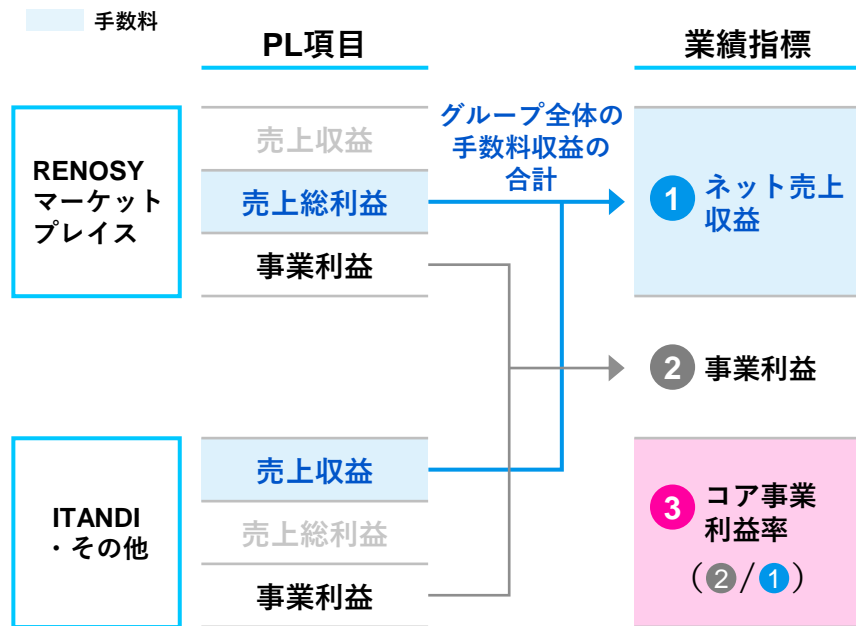 手数料
PL項目
業績指標
RENOSY
マーケット
プレイス
売上収益
売上総利益
事業利益
グループ全体の
手数料収益の
合計
1 ネット売上
収益
2 事業利益
ITANDI
・その他
売上収益
売上総利益
事業利益
3 コア事業
利益率
(2/1)